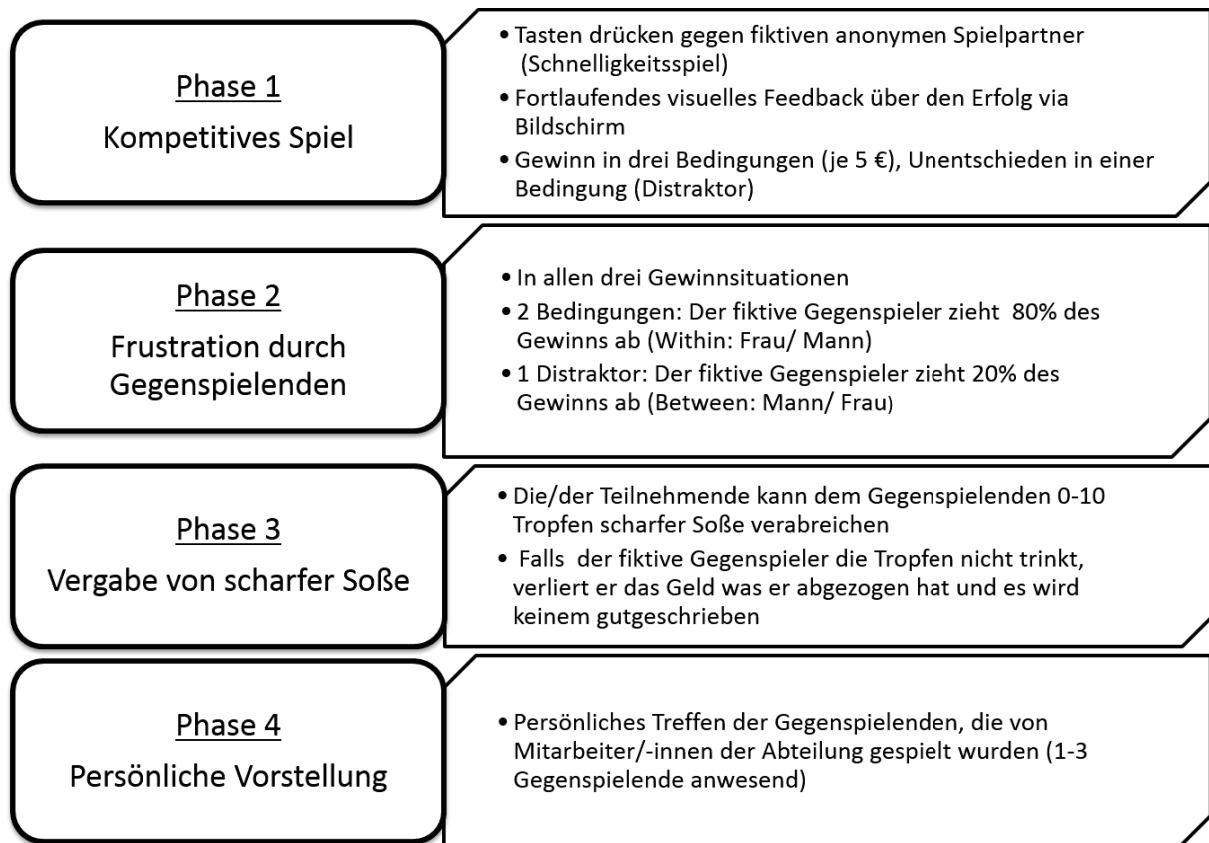 Phase 1
Kompetitives Spiel
• Tasten drücken gegen fiktiven anonymen Spielpartner
(Schnelligkeitsspiel)
• Fortlaufendes visuelles Feedback über den Erfolg via
Bildschirm
• Gewinn in drei Bedingungen (je 5 €), Unentschieden in einer
Bedingung (Distraktor)
Phase 2
Frustration durch
Gegenspielenden
• In allen drei Gewinnsituationen
• 2 Bedingungen: Der fiktive Gegenspieler zieht 80% des
Gewinns ab (Within: Frau/ Mann)
• 1 Distraktor: Der fiktive Gegenspieler zieht 20% des
Gewinns ab (Between: Mann/ Frau)
Phase 3
Vergabe von scharfer Soße
• Die/der Teilnehmende kann dem Gegenspielenden 0-10
Tropfen scharfer Soße verabreichen
• Falls der fiktive Gegenspieler die Tropfen nicht trinkt,
verliert er das Geld was er abgezogen hat und es wird
keinem gutgeschrieben
Phase 4
Persönliche Vorstellung
• Persönliches Treffen der Gegenspielenden, die von
Mitarbeiter/-innen der Abteilung gespielt wurden (1-3
Gegenspielende anwesend)